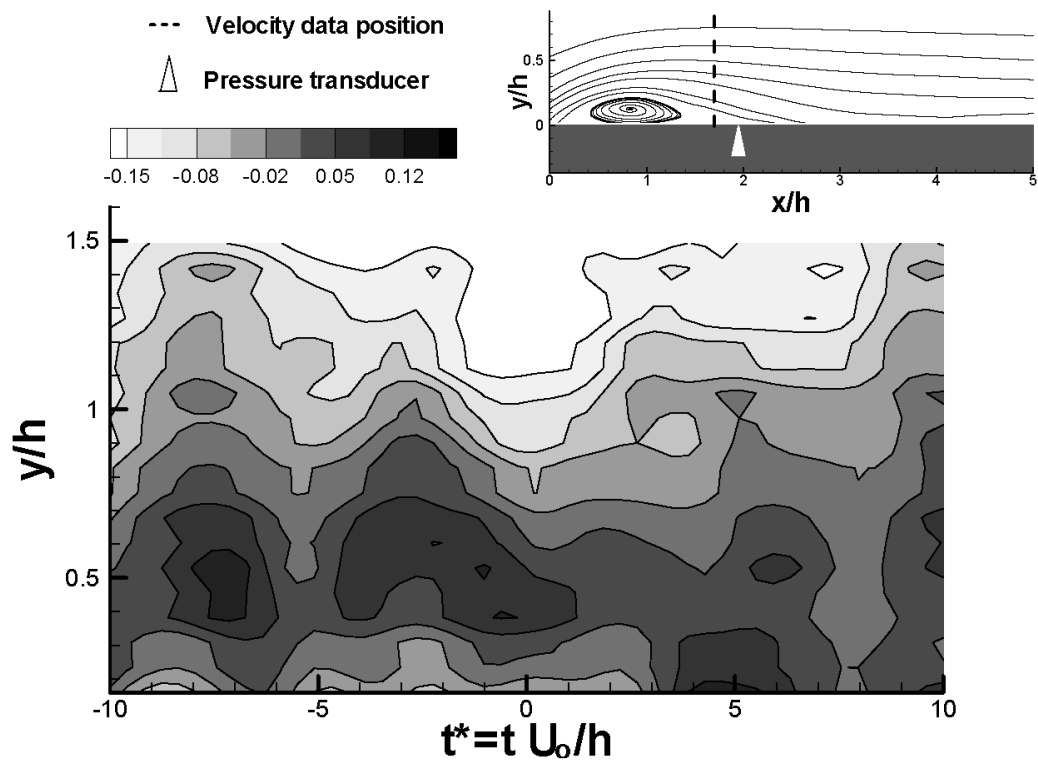 Velocity data position
Pressure transducer
-0.15 -0.08 -0.02 0.05 0.12
y/h
0.5
0
0 1 2 3 4 5
x/h
y/h
1.5
1
0.5
-10 -5 0 5 10
t*=t Uo/h